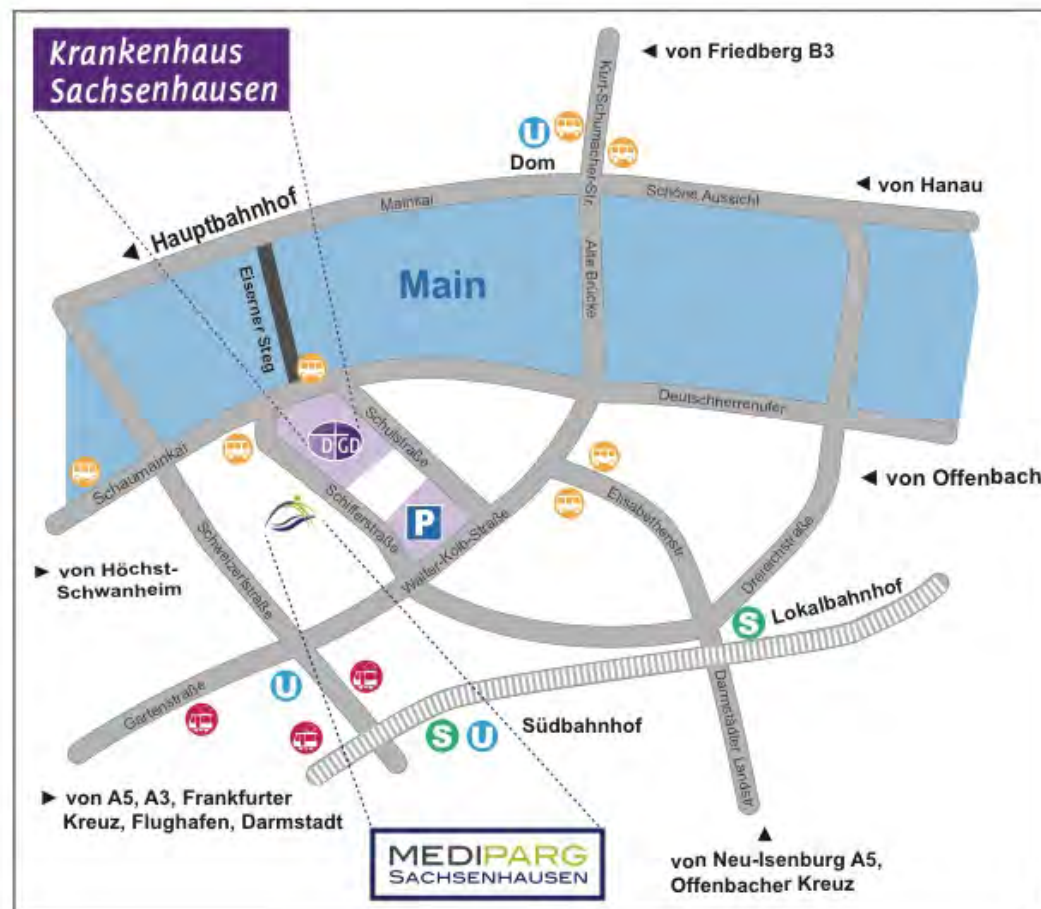 Krankenhaus
Sachsenhausen
◄ von Friedberg B3
Kurt-Schumacher-Str.
U
Dom
Schöne Aussicht
◄ von Hanau
Mainkai
◄ Hauptbahnhof
Eiserner Steg
Main
Alte Brücke
Deutschherrenufer
Schaumainkai
D GD
Schulstraße
Schifferstraße
P
Walter-Kolb-Straße
Elisabethenstr.
◄ von Offenbach
Dreieichstraße
► von Höchst-
Schwanheim
Schweizerstraße
S
Lokalbahnhof
Gartenstraße
U
S
U
Südbahnhof
Darmstädter Landstr.
► von A5, A3, Frankfurter
Kreuz, Flughafen, Darmstadt
MEDIPARG
SACHSENHAUSEN
▲
von Neu-Isenburg A5,
Offenbacher Kreuz